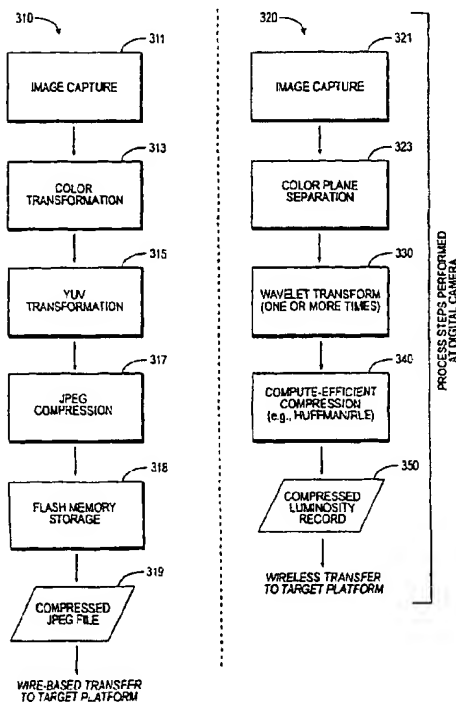 310
311
IMAGE CAPTURE
313
COLOR
TRANSFORMATION
315
YUV
TRANSFORMATION
317
JPEG
COMPRESSION
318
FLASH MEMORY
STORAGE
319
COMPRESSED
JPEG FILE
WIRE-BASED TRANSFER
TO TARGET PLATFORM
320
321
IMAGE CAPTURE
323
COLOR PLANE
SEPARATION
330
WAVELET TRANSFORM
(ONE OR MORE TIMES)
340
COMPUTE-EFFICIENT
COMPRESSION
(e.g., HUFFMAN/RLE)
350
COMPRESSED
LUMINOSITY
RECORD
WIRELESS TRANSFER
TO TARGET PLATFORM
PROCESS STEPS PERFORMED
AT DIGITAL CAMERA